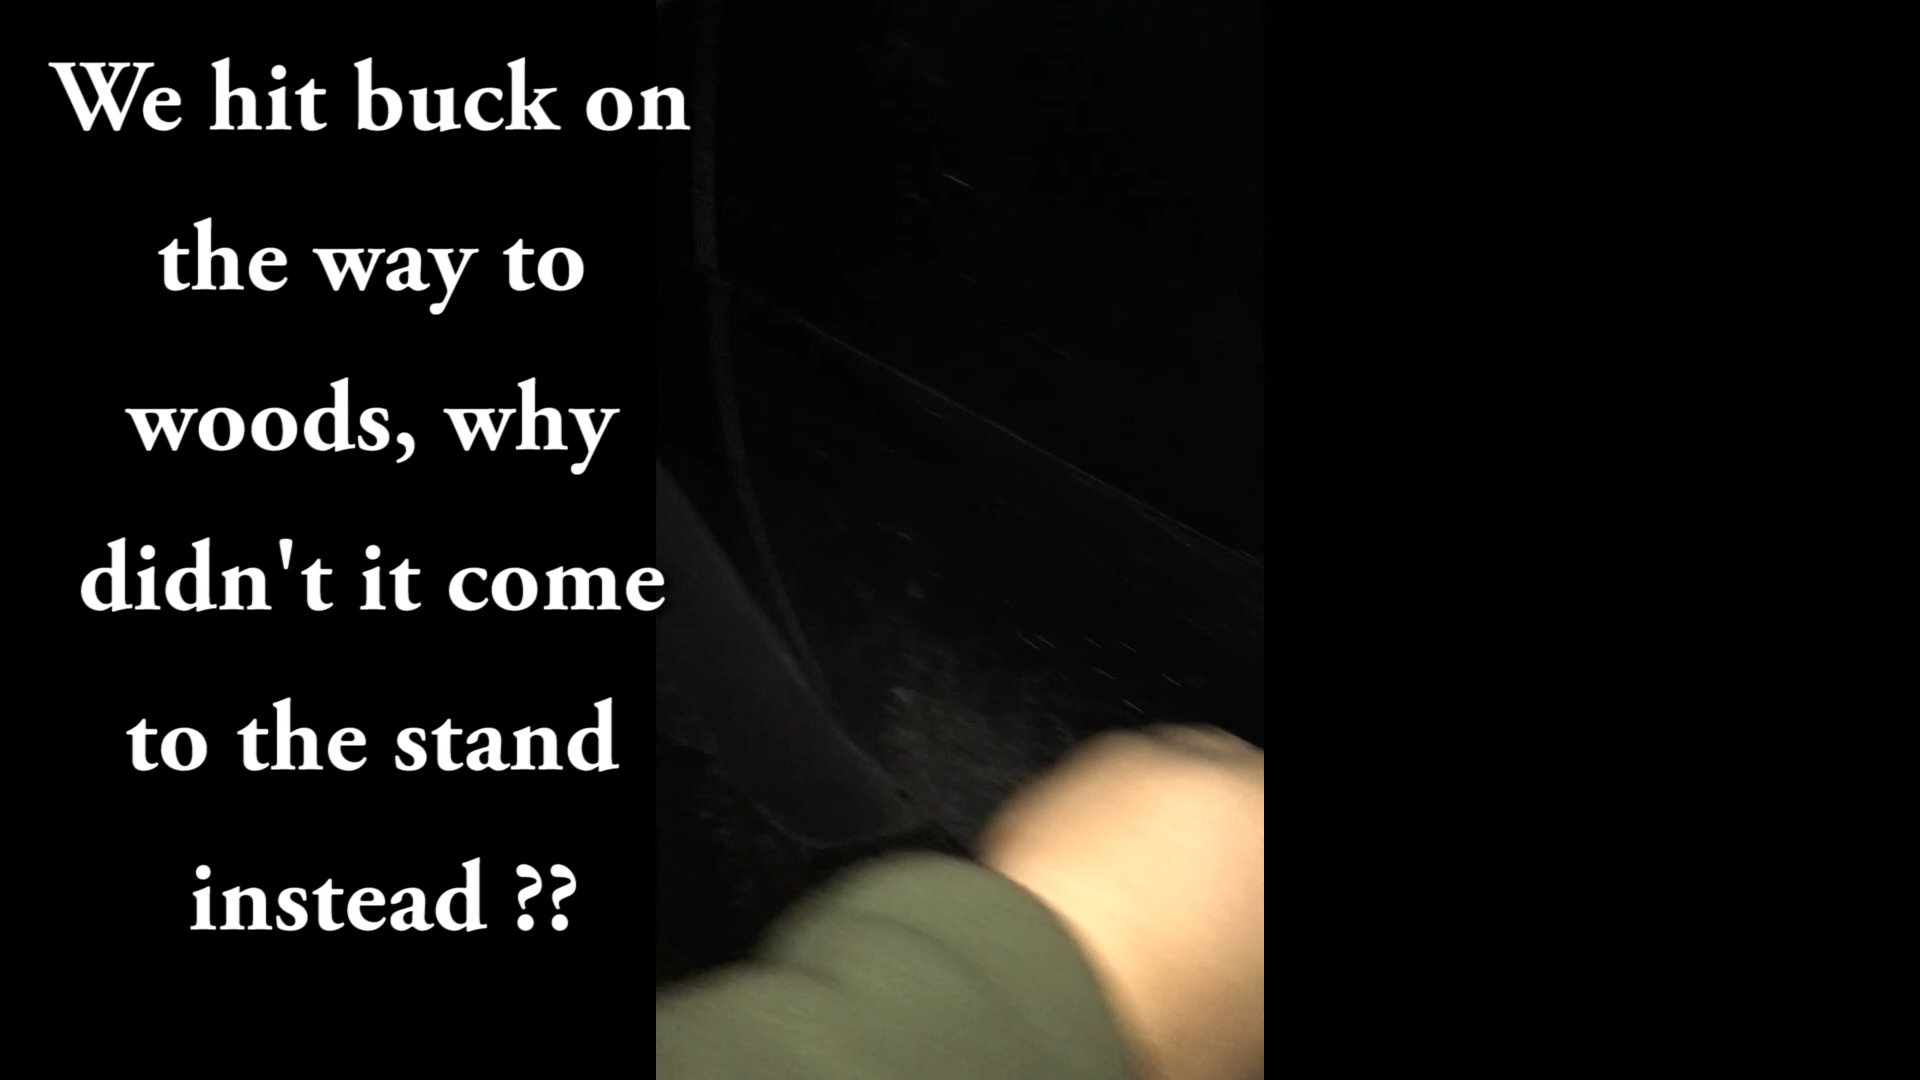 We hit buck on
the way to
woods, why
didn't it come
to the stand
instead ??